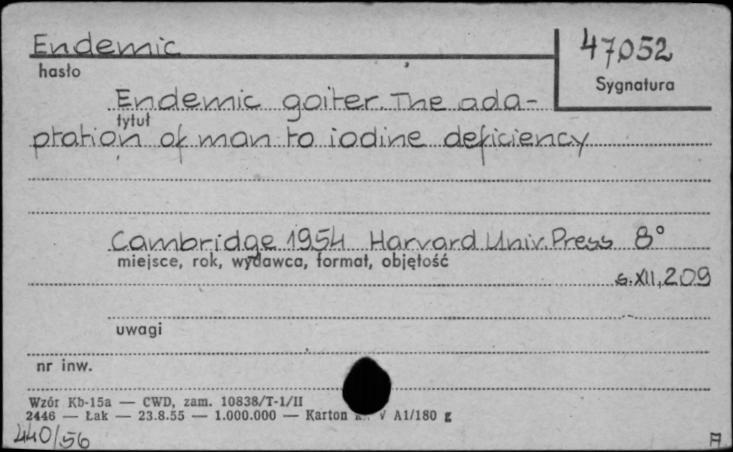 Endemic 47052
hasło Sygnatura
Endemic goiter. The ada-
tytuł
ptation of man to iodine deficiency
Cambridge 1954 Harvard Univ. Press 8°
miejsce, rok, wydawca, format, objętość
s. XII, 209
uwagi
nr inw.
Wzór Kb-15a — CWD, zam. 10838/T-1/II
2446 — Łak — 23.8.55 — 1.000.000 — Karton V A1/180 g
440/56
A